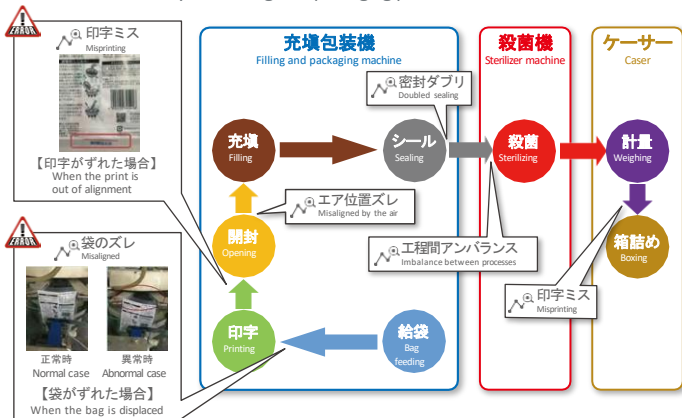 ERROR
印字ミス
Misprinting
【印字がずれた場合】
When the print is
out of alignment
ERROR
袋のズレ
Misaligned
正常時
Normal case
異常時
Abnormal case
【袋がずれた場合】
When the bag is displaced
充填包装機
Filling and packaging machine
殺菌機
Sterilizer machine
ケーサー
Caser
密封ダブリ
Doubled sealing
充填
Filling
シール
Sealing
殺菌
Sterilizing
計量
Weighing
エア位置ズレ
Misaligned by the air
開封
Opening
工程間アンバランス
Imbalance between processes
箱詰め
Boxing
印字ミス
Misprinting
印字
Printing
給袋
Bag
feeding